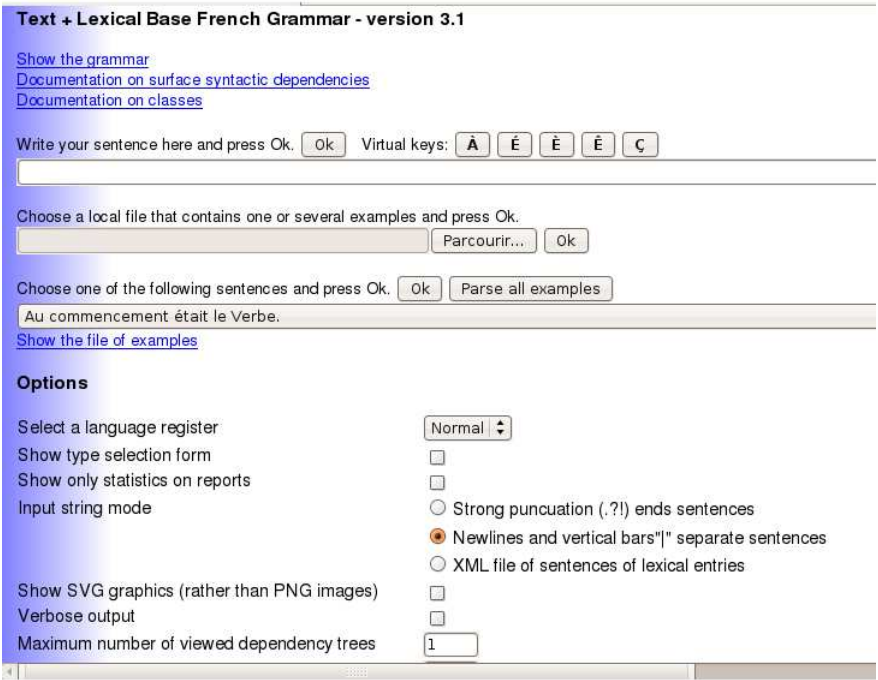 Text + Lexical Base French Grammar - version 3.1
Show the grammar
Documentation on surface syntactic dependencies
Documentation on classes
Write your sentence here and press Ok. Ok Virtual keys: À É È Ê Ç
Choose a local file that contains one or several examples and press Ok.
Parcourir... Ok
Choose one of the following sentences and press Ok. Ok Parse all examples
Au commencement était le Verbe.
Show the file of examples
Options
Select a language register Normal
Show type selection form
Show only statistics on reports
Input string mode Strong puncuation (.?!) ends sentences
Newlines and vertical bars"|" separate sentences
XML file of sentences of lexical entries
Show SVG graphics (rather than PNG images)
Verbose output
Maximum number of viewed dependency trees 1